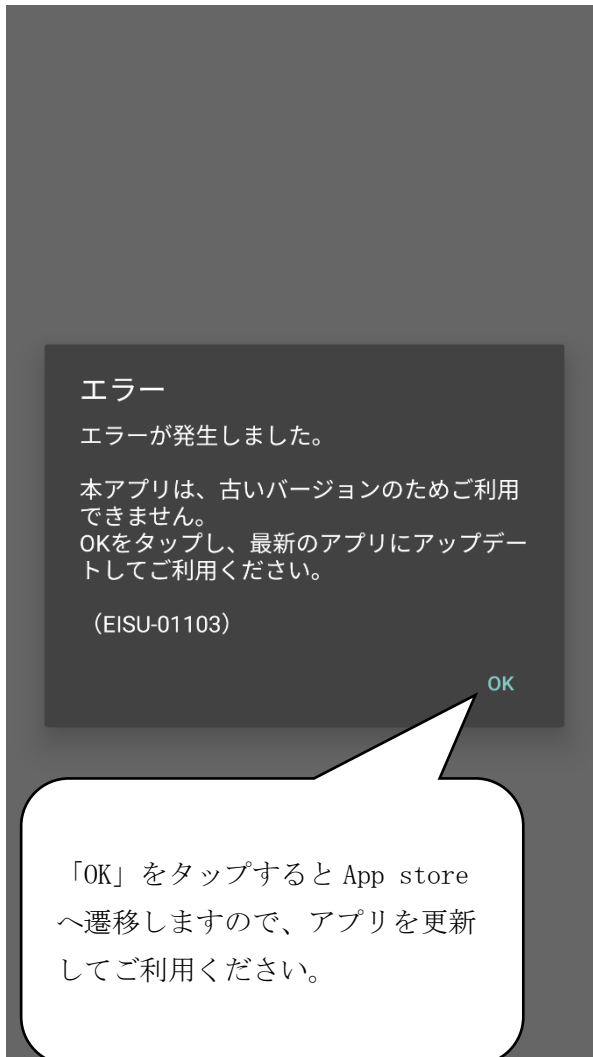 エラー
エラーが発生しました。
本アプリは、古いバージョンのためご利用
できません。
OKをタップし、最新のアプリにアップデー
トしてご利用ください。
（EISU-01103）
OK
「OK」をタップすると App store
へ遷移しますので、アプリを更新
してご利用ください。